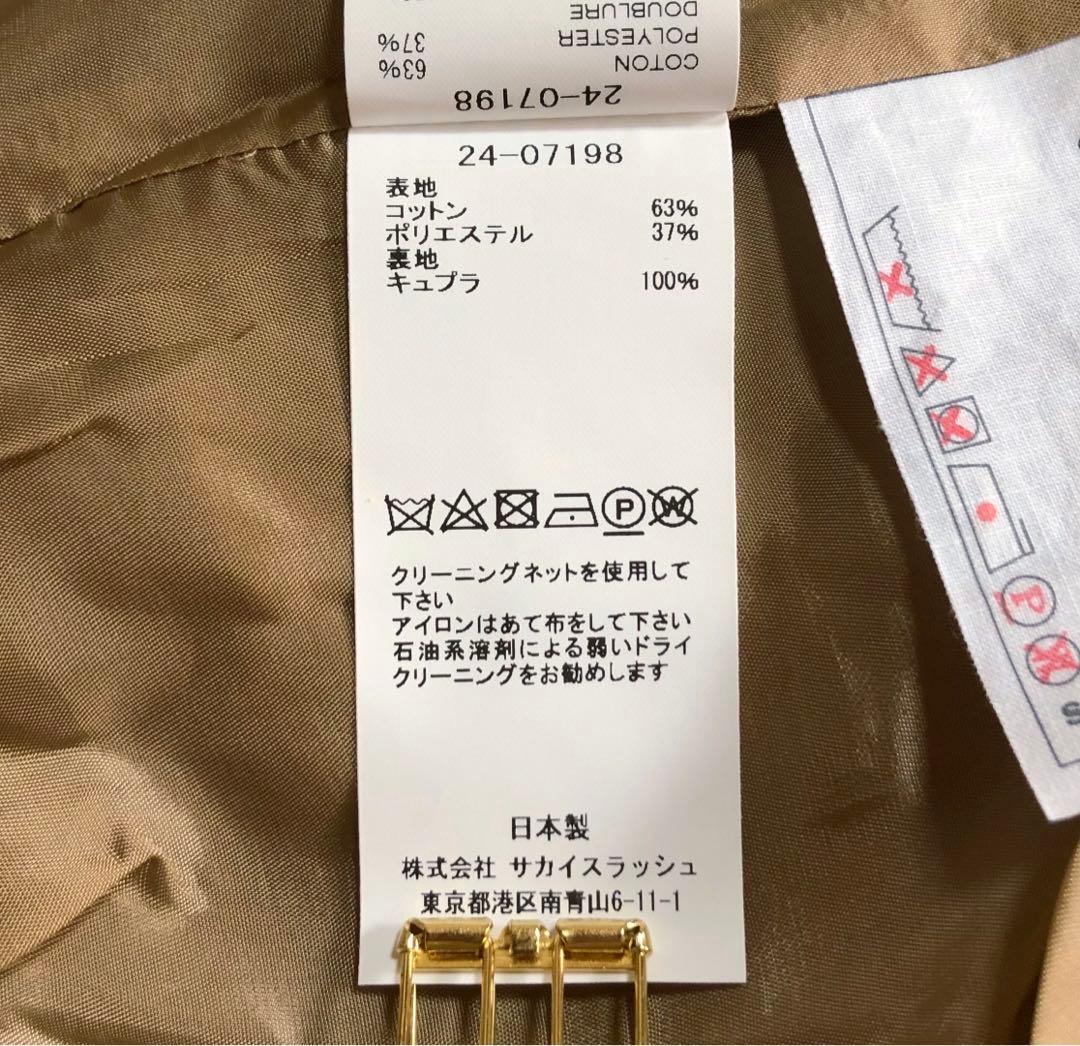 DOUBLURE
POLYESTER 37%
COTON 63%
24-07198
24-07198
表地
コットン 63%
ポリエステル 37%
裏地
キュプラ 100%
P W
クリーニングネットを使用して
下さい
アイロンはあて布をして下さい
石油系溶剤による弱いドライ
クリーニングをお勧めします
日本製
株式会社 サカイスラッシュ
東京都港区南青山6-11-1
P